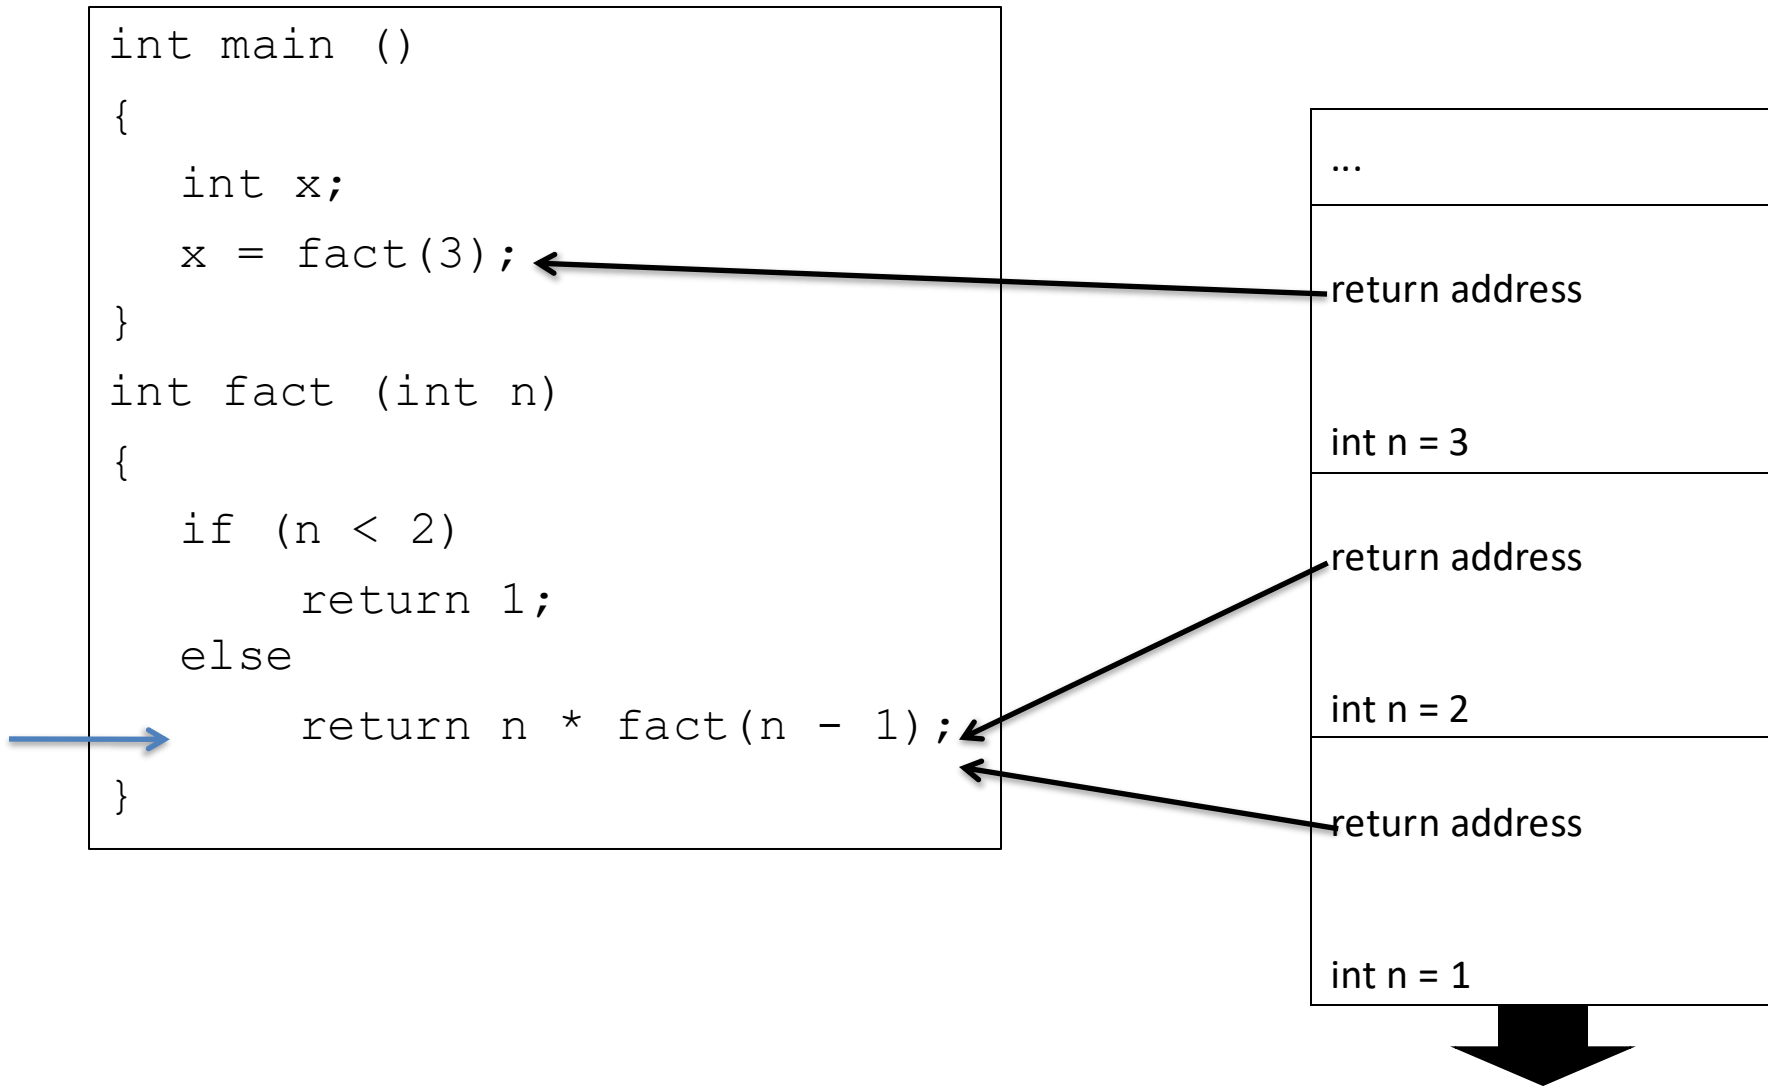 int main ()
{
int x;
x = fact(3);
}
int fact (int n)
{
if (n < 2)
return 1;
else
return n * fact(n - 1);
}
...
return address
int n = 3
return address
int n = 2
return address
int n = 1